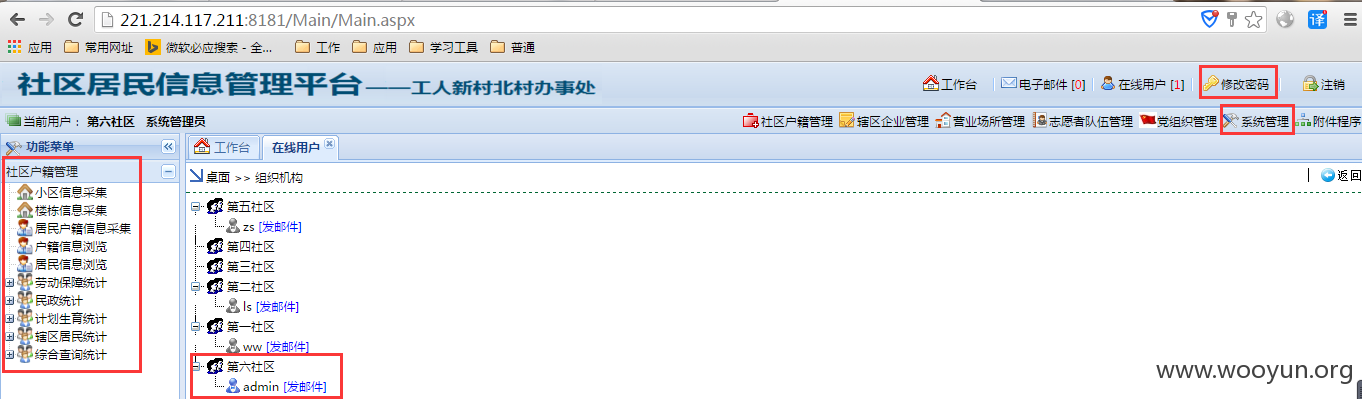 221.214.117.211:8181/Main/Main.aspx
译
应用 常用网址 微软必应搜索 - 全... 工作 应用 学习工具 普通
社区居民信息管理平台——工人新村北村办事处
工作台 电子邮件 [0] 在线用户 [1] 修改密码 注销
当前用户： 第六社区 系统管理员
社区户籍管理 辖区企业管理 营业场所管理 志愿者队伍管理 党组织管理 系统管理 附件程序
功能菜单
工作台 在线用户
社区户籍管理
桌面 >> 组织机构
返回
小区信息采集
楼栋信息采集
居民户籍信息采集
户籍信息浏览
居民信息浏览
劳动保障统计
民政统计
计划生育统计
辖区居民统计
综合查询统计
第五社区
zs [发邮件]
第四社区
第三社区
第二社区
ls [发邮件]
第一社区
ww [发邮件]
第六社区
admin [发邮件]
www.wooyun.org